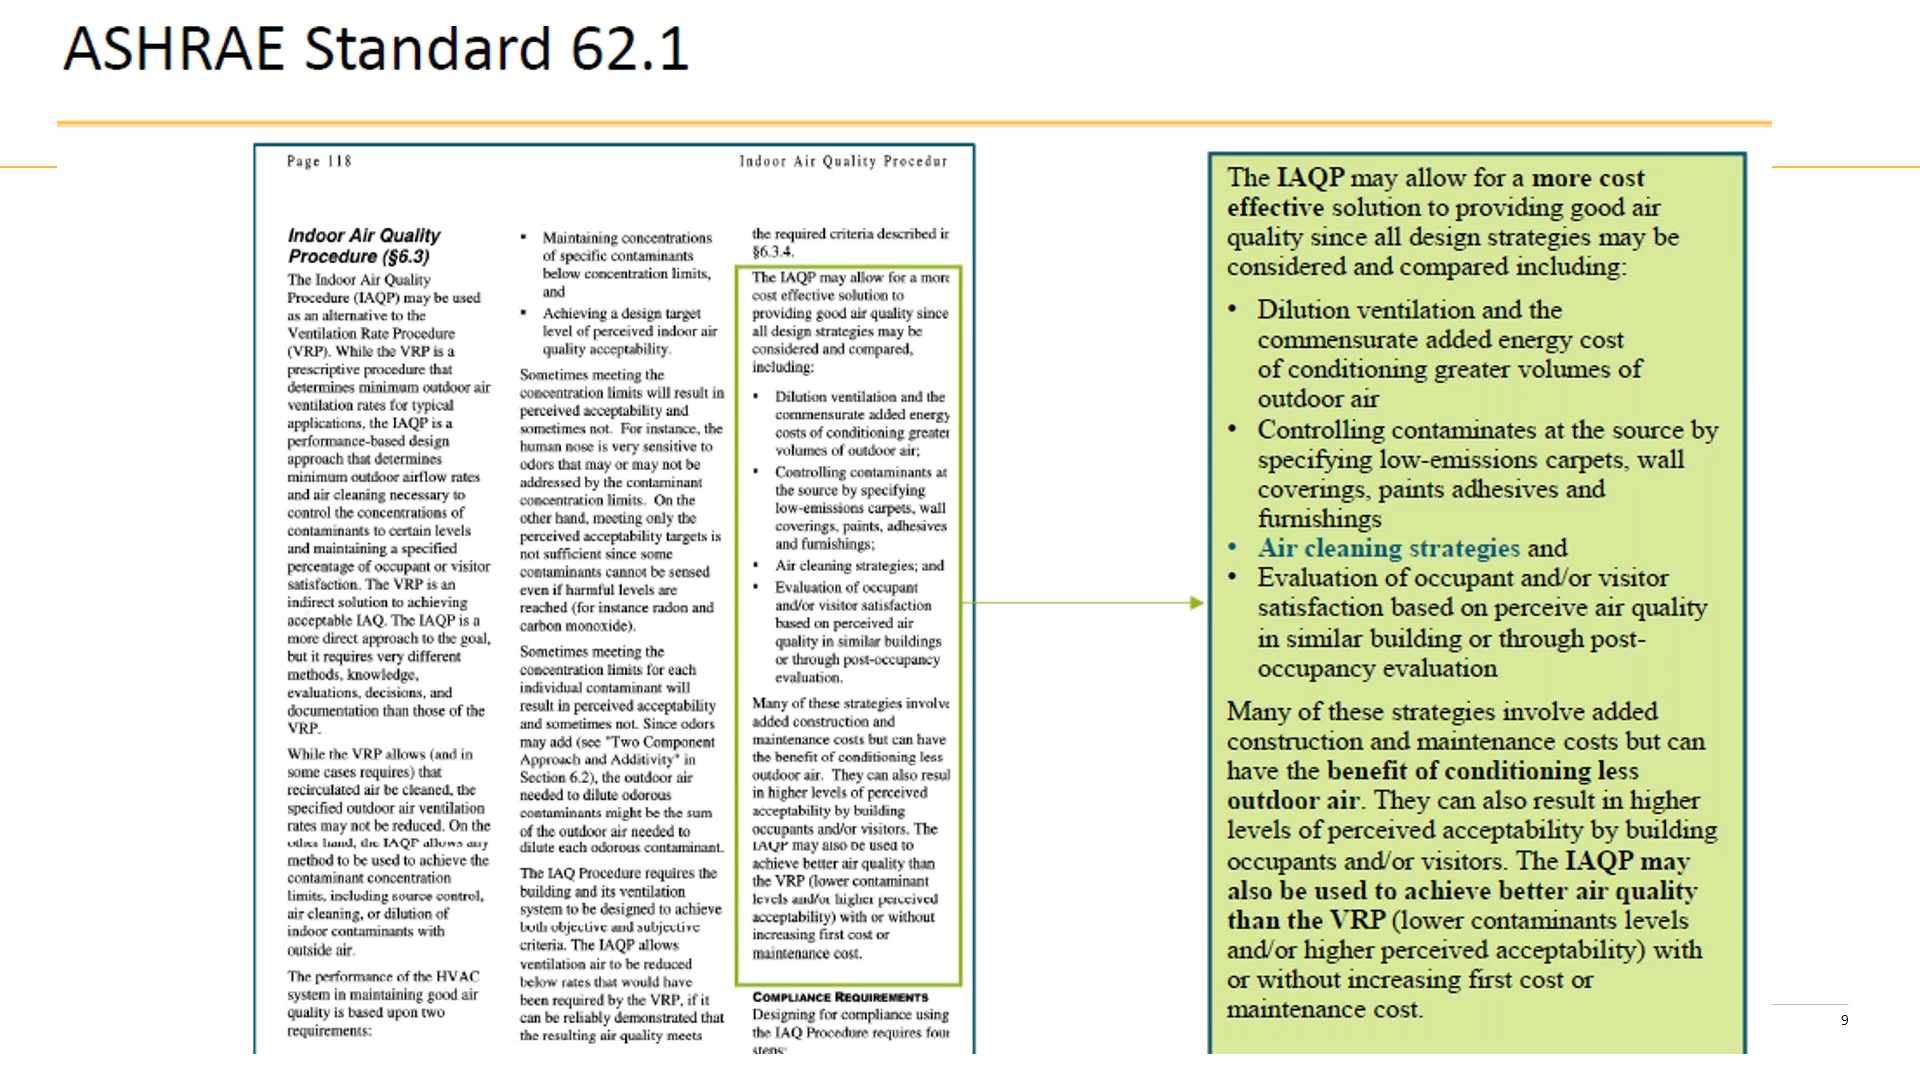 ASHRAE Standard 62.1
Page 118
Indoor Air Quality Procedur
Indoor Air Quality
Procedure (§6.3)
The Indoor Air Quality
Procedure (IAQP) may be used
as an alternative to the
Ventilation Rate Procedure
(VRP). While the VRP is a
prescriptive procedure that
determines minimum outdoor air
ventilation rates for typical
applications, the IAQP is a
performance-based design
approach that determines
minimum outdoor airflow rates
and air cleaning necessary to
control the concentrations of
contaminants to certain levels
and maintaining a specified
percentage of occupant or visitor
satisfaction. The VRP is an
indirect solution to achieving
acceptable IAQ. The IAQP is a
more direct approach to the goal,
but it requires very different
methods, knowledge,
evaluations, decisions, and
documentation than those of the
VRP.
While the VRP allows (and in
some cases requires) that
recirculated air be cleaned, the
specified outdoor air ventilation
rates may not be reduced. On the
other hand, the IAQP allows any
method to be used to achieve the
contaminant concentration
limits, including source control,
air cleaning, or dilution of
indoor contaminants with
outside air.
The performance of the HVAC
system in maintaining good air
quality is based upon two
requirements:
▪ Maintaining concentrations
of specific contaminants
below concentration limits,
and
▪ Achieving a design target
level of perceived indoor air
quality acceptability.
Sometimes meeting the
concentration limits will result in
perceived acceptability and
sometimes not. For instance, the
human nose is very sensitive to
odors that may or may not be
addressed by the contaminant
concentration limits. On the
other hand, meeting only the
perceived acceptability targets is
not sufficient since some
contaminants cannot be sensed
even if harmful levels are
reached (for instance radon and
carbon monoxide).
Sometimes meeting the
concentration limits for each
individual contaminant will
result in perceived acceptability
and sometimes not. Since odors
may add (see "Two Component
Approach and Additivity" in
Section 6.2), the outdoor air
needed to dilute odorous
contaminants might be the sum
of the outdoor air needed to
dilute each odorous contaminant.
The IAQ Procedure requires the
building and its ventilation
system to be designed to achieve
both objective and subjective
criteria. The IAQP allows
ventilation air to be reduced
below rates that would have
been required by the VRP, if it
can be reliably demonstrated that
the resulting air quality meets
the required criteria described in
§6.3.4.
The IAQP may allow for a more
cost effective solution to
providing good air quality since
all design strategies may be
considered and compared,
including:
• Dilution ventilation and the
commensurate added energy
costs of conditioning greater
volumes of outdoor air;
• Controlling contaminants at
the source by specifying
low-emissions carpets, wall
coverings, paints, adhesives
and furnishings;
• Air cleaning strategies; and
• Evaluation of occupant
and/or visitor satisfaction
based on perceived air
quality in similar buildings
or through post-occupancy
evaluation.
Many of these strategies involve
added construction and
maintenance costs but can have
the benefit of conditioning less
outdoor air. They can also resul
in higher levels of perceived
acceptability by building
occupants and/or visitors. The
IAQP may also be used to
achieve better air quality than
the VRP (lower contaminant
levels and/or higher perceived
acceptability) with or without
increasing first cost or
maintenance cost.
COMPLIANCE REQUIREMENTS
Designing for compliance using
the IAQ Procedure requires four
steps:
The IAQP may allow for a more cost
effective solution to providing good air
quality since all design strategies may be
considered and compared including:
• Dilution ventilation and the
commensurate added energy cost
of conditioning greater volumes of
outdoor air
• Controlling contaminates at the source by
specifying low-emissions carpets, wall
coverings, paints adhesives and
furnishings
• Air cleaning strategies and
• Evaluation of occupant and/or visitor
satisfaction based on perceive air quality
in similar building or through post-
occupancy evaluation
Many of these strategies involve added
construction and maintenance costs but can
have the benefit of conditioning less
outdoor air. They can also result in higher
levels of perceived acceptability by building
occupants and/or visitors. The IAQP may
also be used to achieve better air quality
than the VRP (lower contaminants levels
and/or higher perceived acceptability) with
or without increasing first cost or
maintenance cost.
9